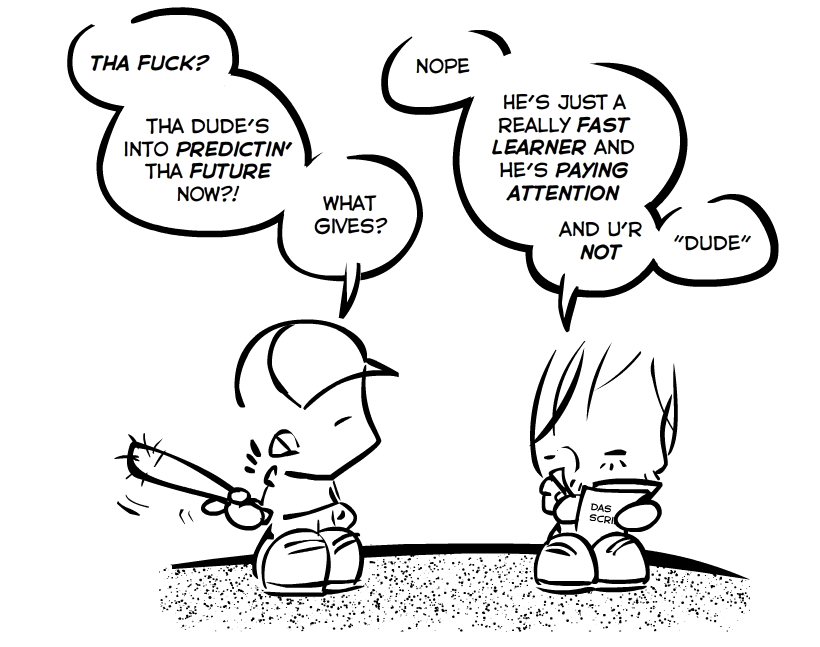 THA FUCK?
THA DUDE'S
INTO PREDICTIN'
THA FUTURE
NOW?!
WHAT
GIVES?
NOPE
HE'S JUST A
REALLY FAST
LEARNER AND
HE'S PAYING
ATTENTION
AND U'R
NOT
"DUDE"
DAS
SCRI